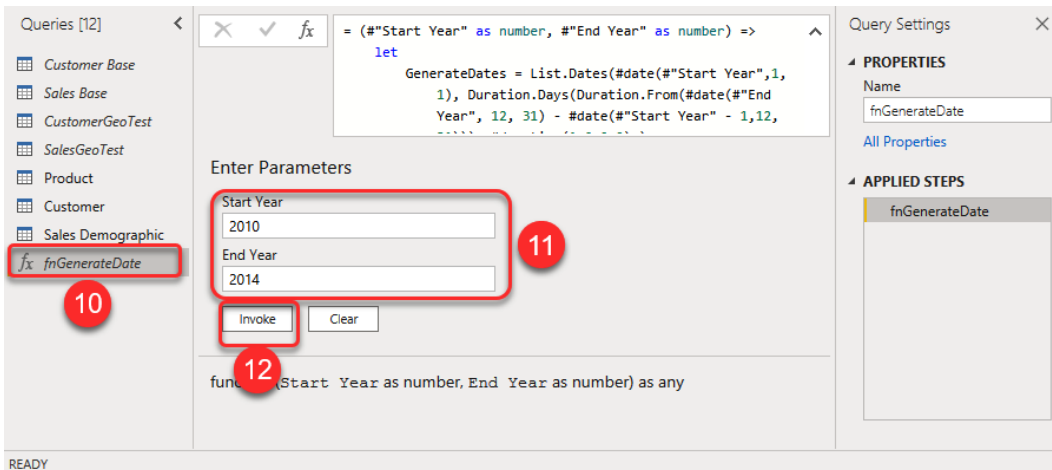 Queries [12]
Customer Base
Sales Base
CustomerGeoTest
SalesGeoTest
Product
Customer
Sales Demographic
fx fnGenerateDate
10
fx
= (#"Start Year" as number, #"End Year" as number) =>
let
GenerateDates = List.Dates(#date(#"Start Year",1,
1), Duration.Days(Duration.From(#date(#"End
Year", 12, 31) - #date(#"Start Year" - 1,12,
Enter Parameters
Start Year
2010
End Year
2014
11
Invoke
Clear
12
(Start Year as number, End Year as number) as any
Query Settings
PROPERTIES
Name
fnGenerateDate
All Properties
APPLIED STEPS
fnGenerateDate
READY